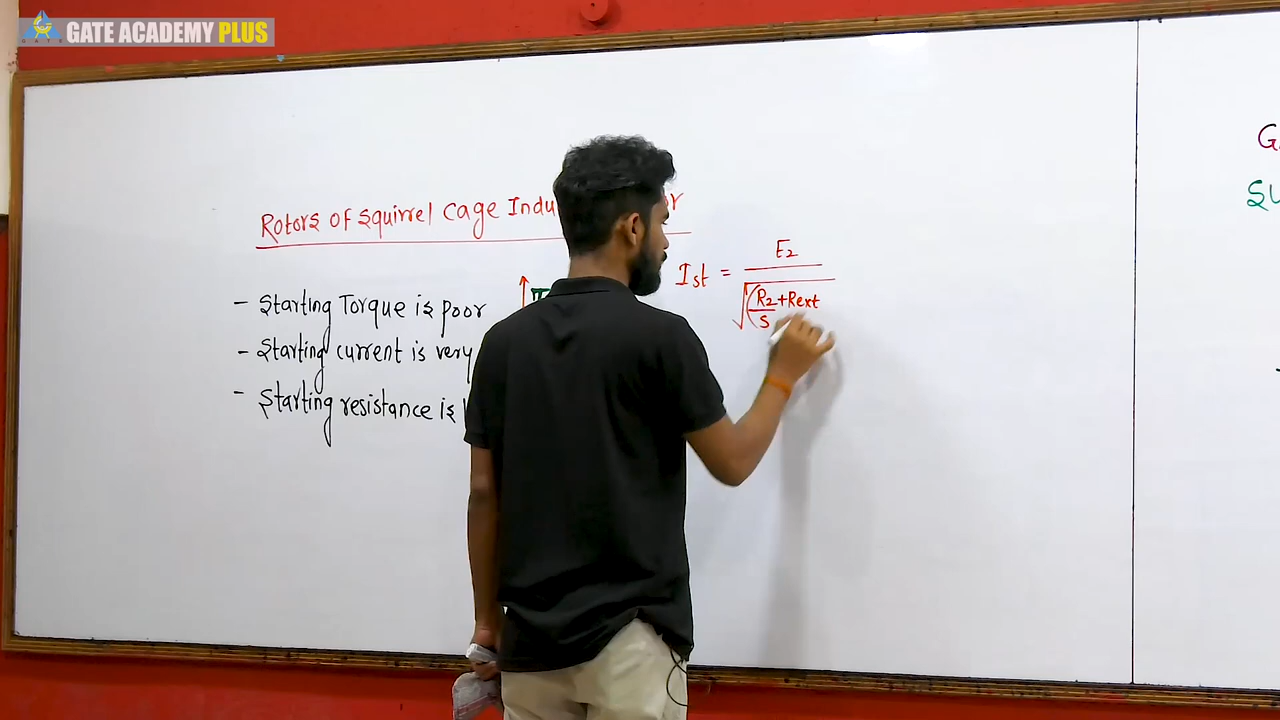 GATE ACADEMY PLUS
GATE
Rotors of Squirrel Cage
- Starting Torque is poor
- Starting current is very
- Starting resistance is
Ist = E2
√(R2+Rext
S